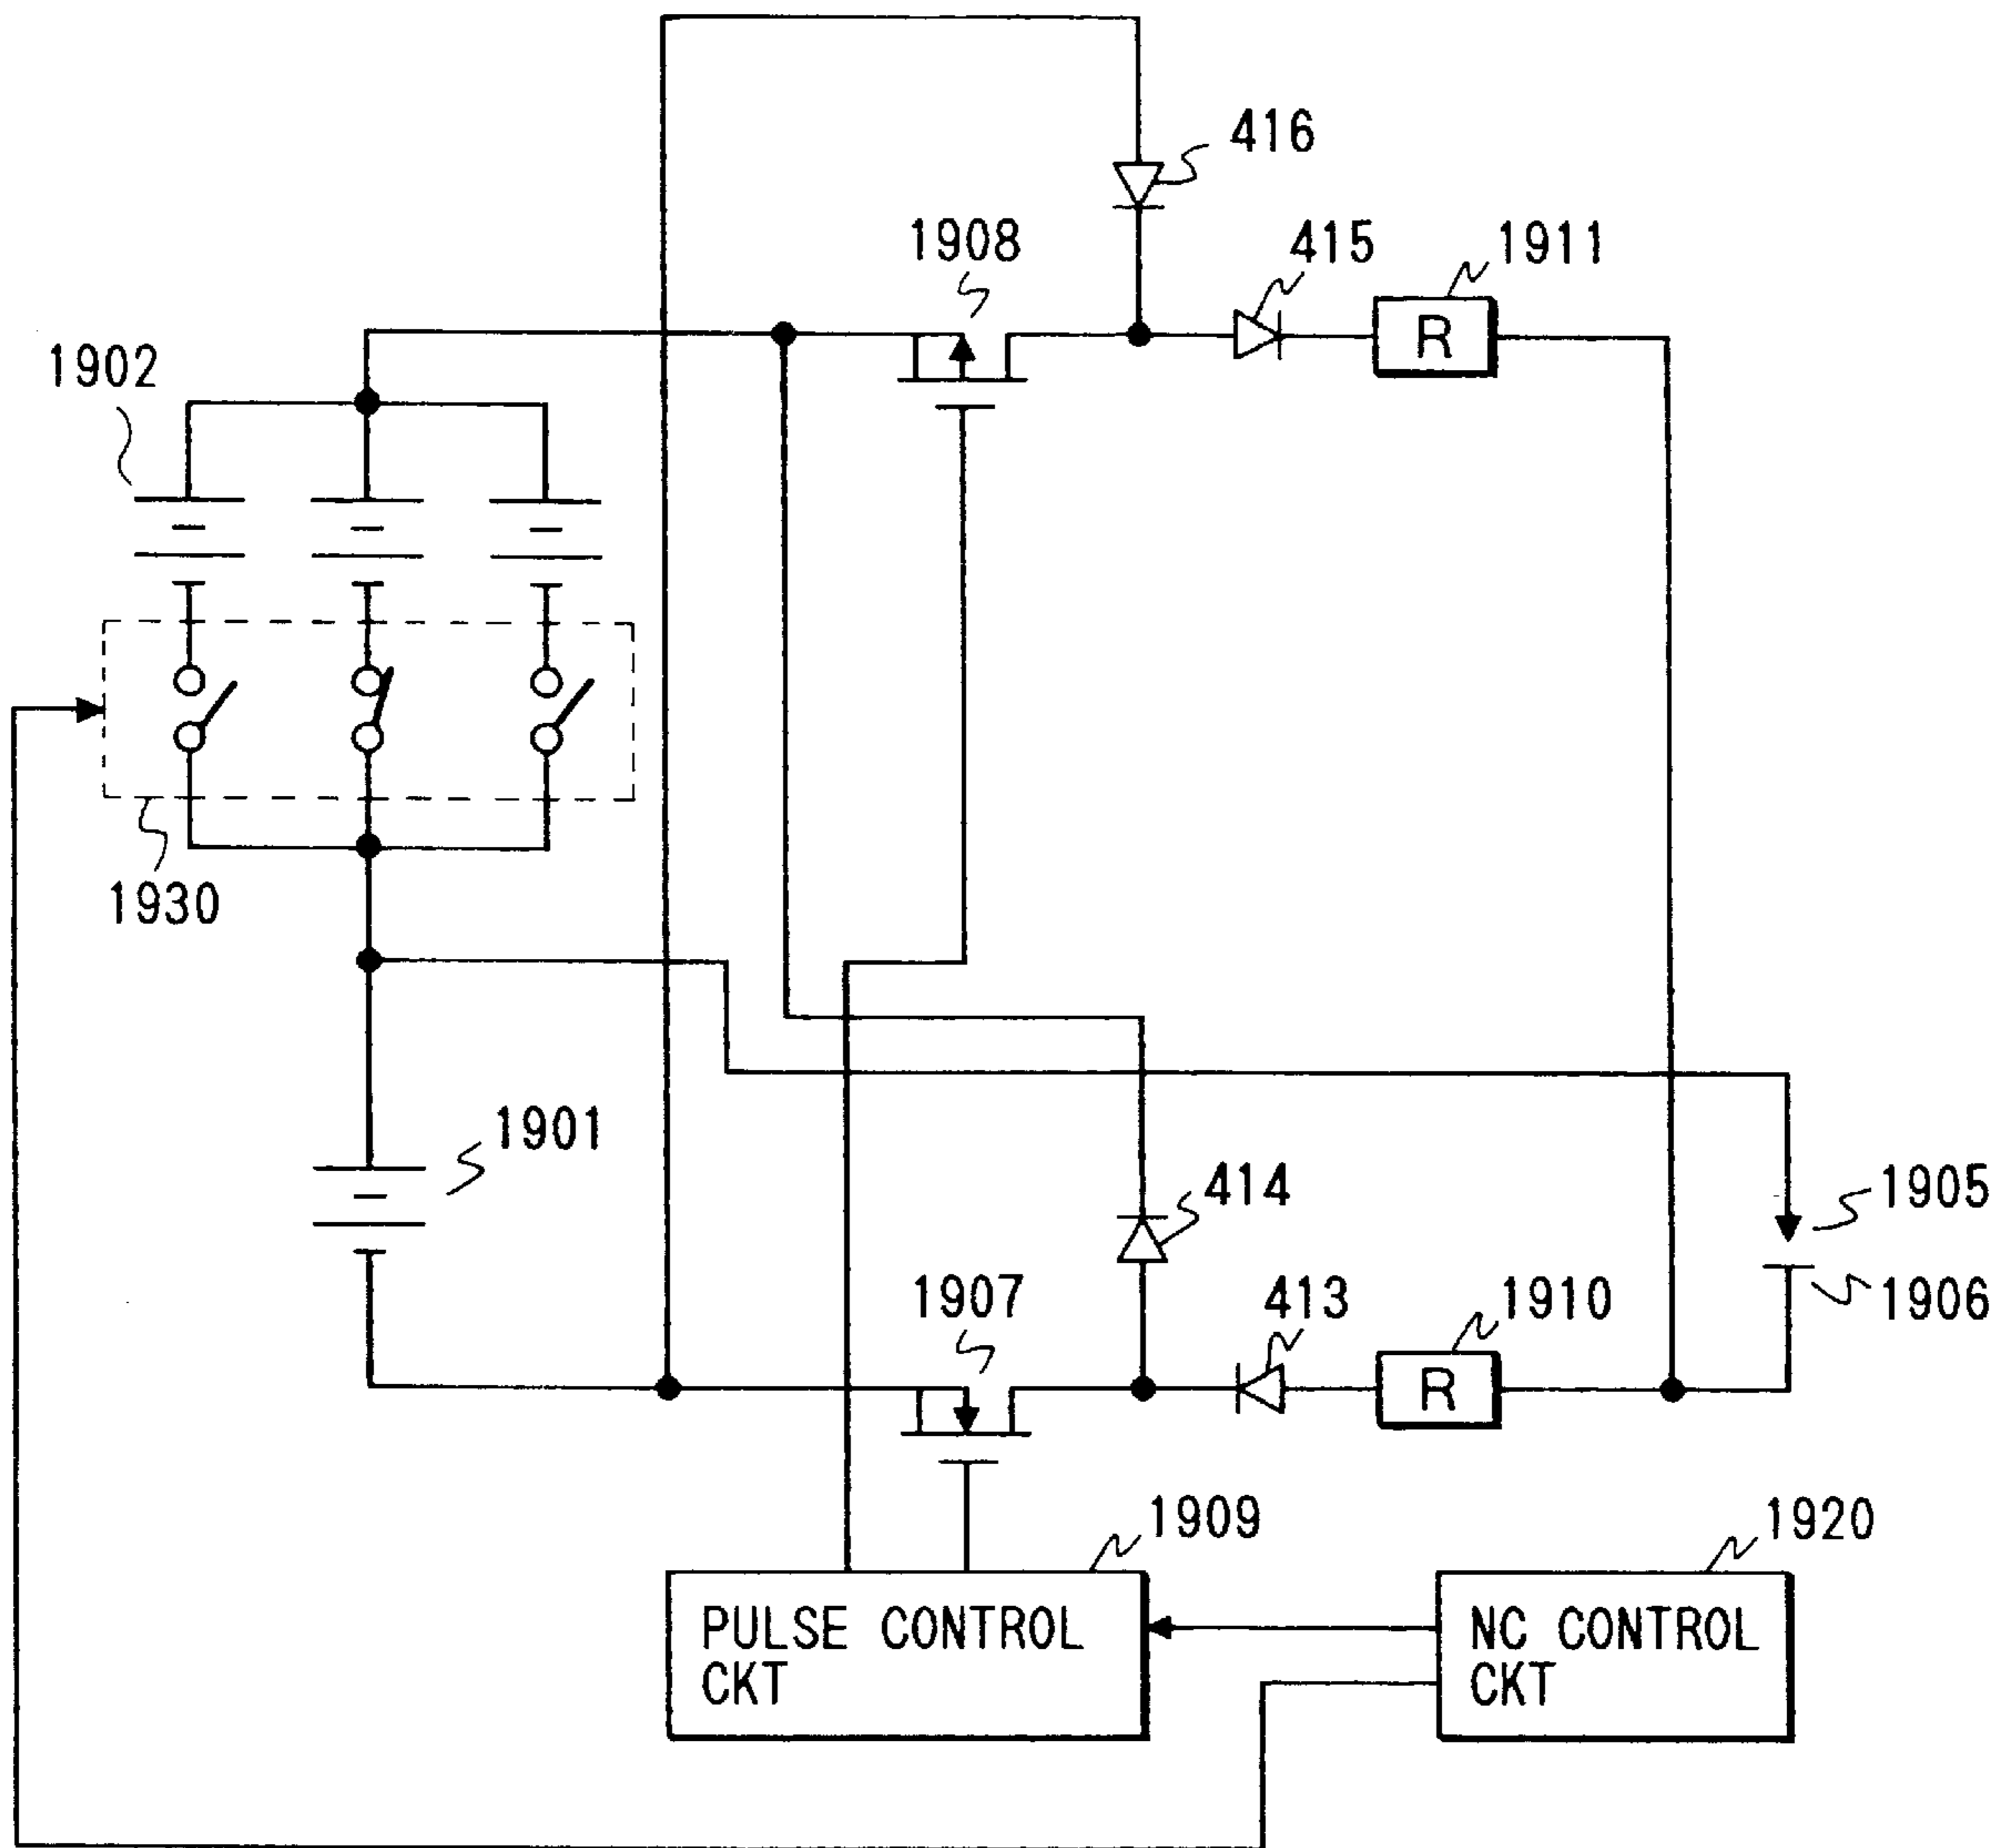 416
1908
415
1911
R
1902
1930
1901
414
1905
1907
413
1910
1906
R
1909
1920
PULSE CONTROL
CKT
NC CONTROL
CKT